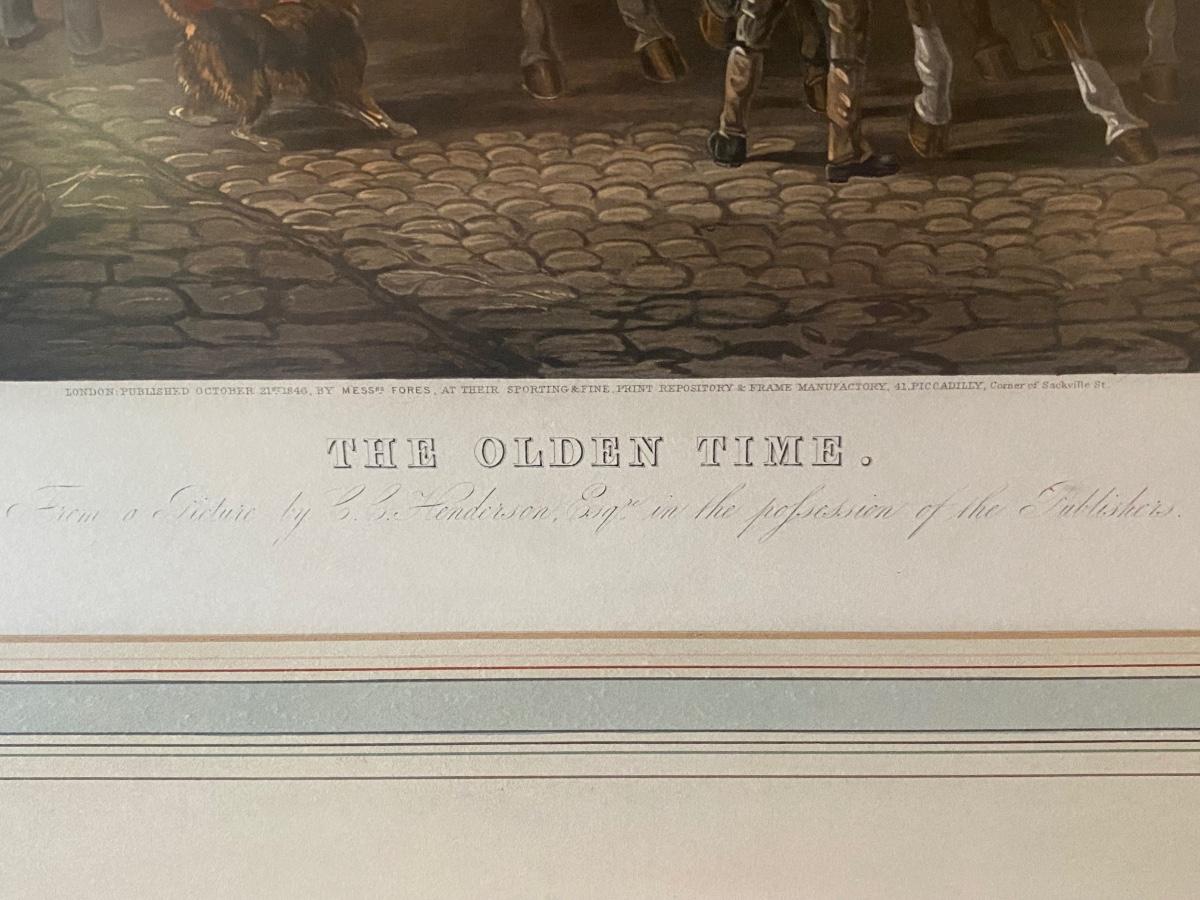 LONDON: PUBLISHED OCTOBER 21ST 1846, BY MESSRS FORES, AT THEIR SPORTING & FINE PRINT REPOSITORY & FRAME MANUFACTORY, 41, PICCADILLY, Corner of Sackville St.
THE OLDEN TIME.
From a Picture by C. C. Henderson, Esqre in the possession of the Publishers.